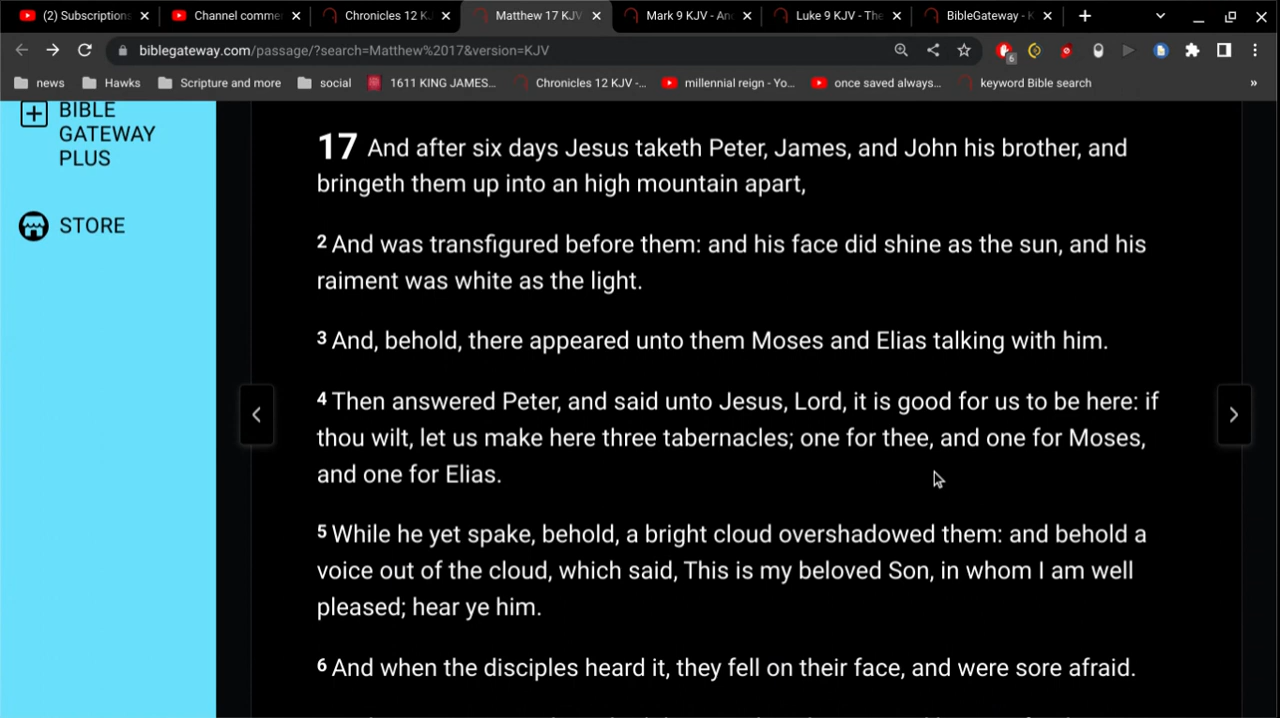 (2) Subscriptions
Channel comme
Chronicles 12 K
Matthew 17 KJV
Mark 9 KJV - An
Luke 9 KJV - The
BibleGateway - K
biblegateway.com/passage/?search=Matthew%2017&version=KJV
6
news
Hawks
Scripture and more
social
1611 KING JAMES...
Chronicles 12 KJV -...
millennial reign - Yo...
once saved always...
keyword Bible search
»
BIBLE
GATEWAY
PLUS
STORE
17 And after six days Jesus taketh Peter, James, and John his brother, and
bringeth them up into an high mountain apart,
2 And was transfigured before them: and his face did shine as the sun, and his
raiment was white as the light.
3 And, behold, there appeared unto them Moses and Elias talking with him.
4 Then answered Peter, and said unto Jesus, Lord, it is good for us to be here: if
thou wilt, let us make here three tabernacles; one for thee, and one for Moses,
and one for Elias.
5 While he yet spake, behold, a bright cloud overshadowed them: and behold a
voice out of the cloud, which said, This is my beloved Son, in whom I am well
pleased; hear ye him.
6 And when the disciples heard it, they fell on their face, and were sore afraid.